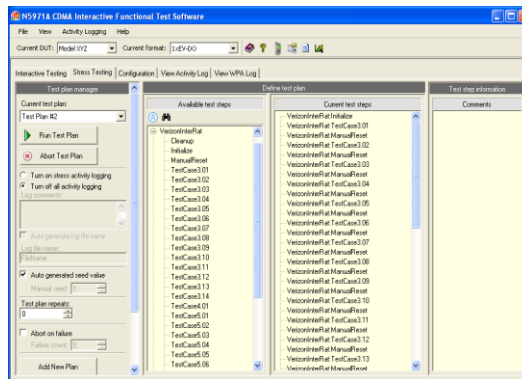 N5971A CDMA Interactive Functional Test Software
File View Activity Logging Help
Current DUT: Model XYZ Current format: 1xEV-DO
Interactive Testing Stress Testing Configuration View Activity Log View WPA Log
Test plan manager
Current test plan:
Test Plan #2
Run Test Plan
Abort Test Plan
Turn on stress activity logging
Turn off all activity logging
Log comments:
Auto generate log file name
Log file name:
FileName
Auto generated seed value
Manual seed: 1
Test plan repeats:
0
Abort on failure
Failure count: 5
Add New Plan
Define test plan
Available test steps
VerizonInterRat
Cleanup
Initialize
ManualReset
TestCase3.01
TestCase3.02
TestCase3.03
TestCase3.04
TestCase3.05
TestCase3.06
TestCase3.07
TestCase3.08
TestCase3.09
TestCase3.10
TestCase3.11
TestCase3.12
TestCase3.13
TestCase3.14
TestCase4.01
TestCase5.01
TestCase5.02
TestCase5.03
TestCase5.04
TestCase5.05
TestCase5.06
Current test steps
VerizonInterRat.Initialize
VerizonInterRat.TestCase3.01
VerizonInterRat.ManualReset
VerizonInterRat.TestCase3.02
VerizonInterRat.ManualReset
VerizonInterRat.TestCase3.03
VerizonInterRat.ManualReset
VerizonInterRat.TestCase3.04
VerizonInterRat.ManualReset
VerizonInterRat.TestCase3.05
VerizonInterRat.ManualReset
VerizonInterRat.TestCase3.06
VerizonInterRat.ManualReset
VerizonInterRat.TestCase3.07
VerizonInterRat.ManualReset
VerizonInterRat.TestCase3.08
VerizonInterRat.ManualReset
VerizonInterRat.TestCase3.09
VerizonInterRat.ManualReset
VerizonInterRat.TestCase3.10
VerizonInterRat.ManualReset
VerizonInterRat.TestCase3.11
VerizonInterRat.ManualReset
VerizonInterRat.TestCase3.12
VerizonInterRat.ManualReset
VerizonInterRat.TestCase3.13
VerizonInterRat.ManualReset
Test step information
Comments